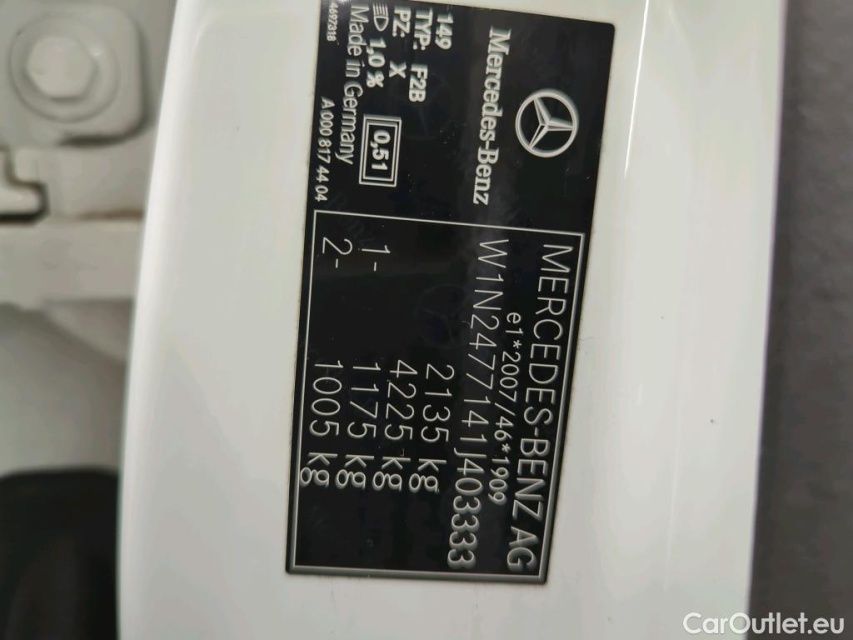 Mercedes-Benz
149
TYP: F2B
PZ: X
1,0 %
0,51
Made in Germany
4697316
A 000 817 44 04
MERCEDES-BENZ AG
e1*2007/46*1909
W1N2477141J403333
2135 kg
4225 kg
1- 1175 kg
2- 1005 kg
CarOutlet.eu